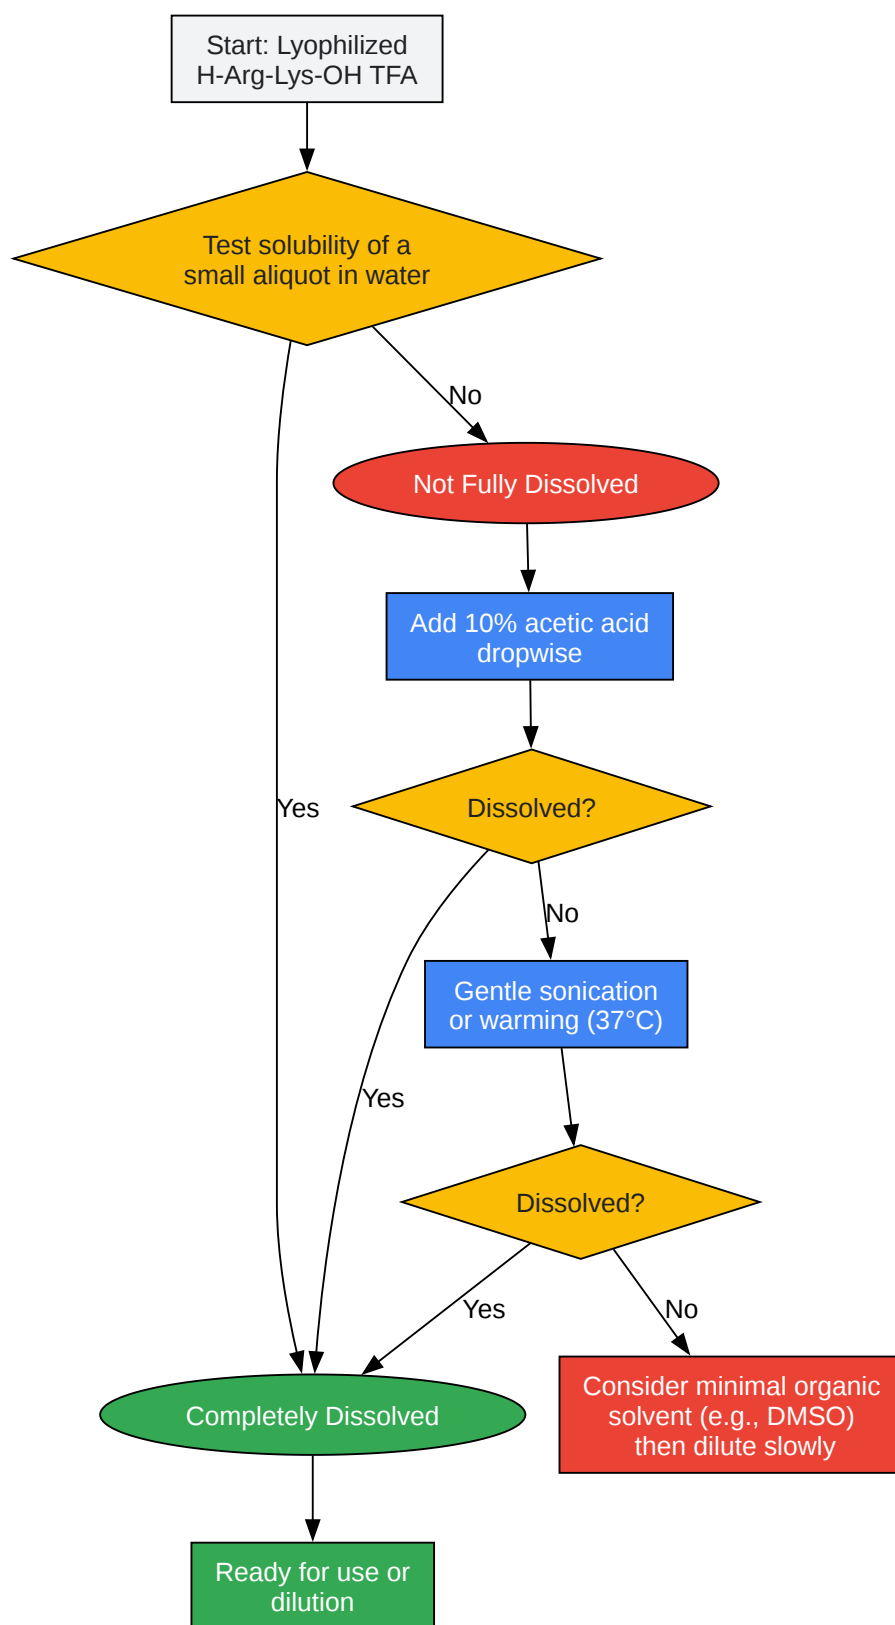 Start: Lyophilized
H-Arg-Lys-OH TFA
Test solubility of a
small aliquot in water
No
Not Fully Dissolved
Add 10% acetic acid
dropwise
Yes
Dissolved?
No
Gentle sonication
or warming (37°C)
Yes
Dissolved?
Yes
No
Consider minimal organic
solvent (e.g., DMSO)
then dilute slowly
Completely Dissolved
Ready for use or
dilution